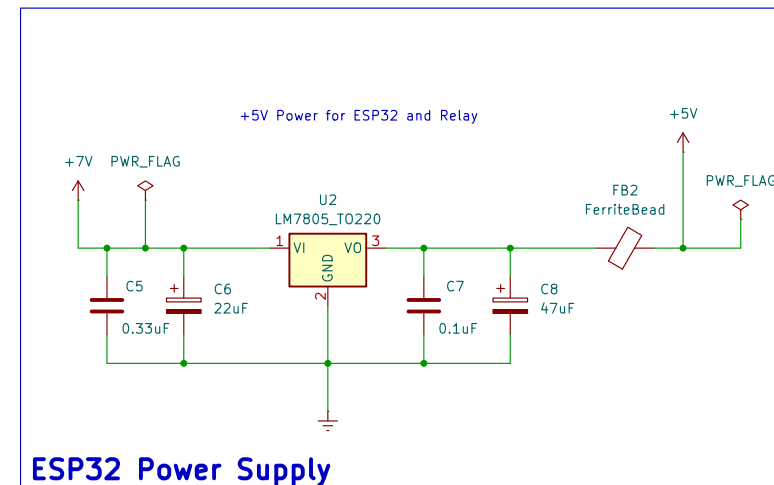 +5V Power for ESP32 and Relay
+5V
+7V PWR_FLAG
PWR_FLAG
U2
LM7805_TO220
FB2
FerriteBead
1 VI VO 3
GND
2
C5
0.33uF
+ C6
22uF
C7
0.1uF
+ C8
47uF
ESP32 Power Supply